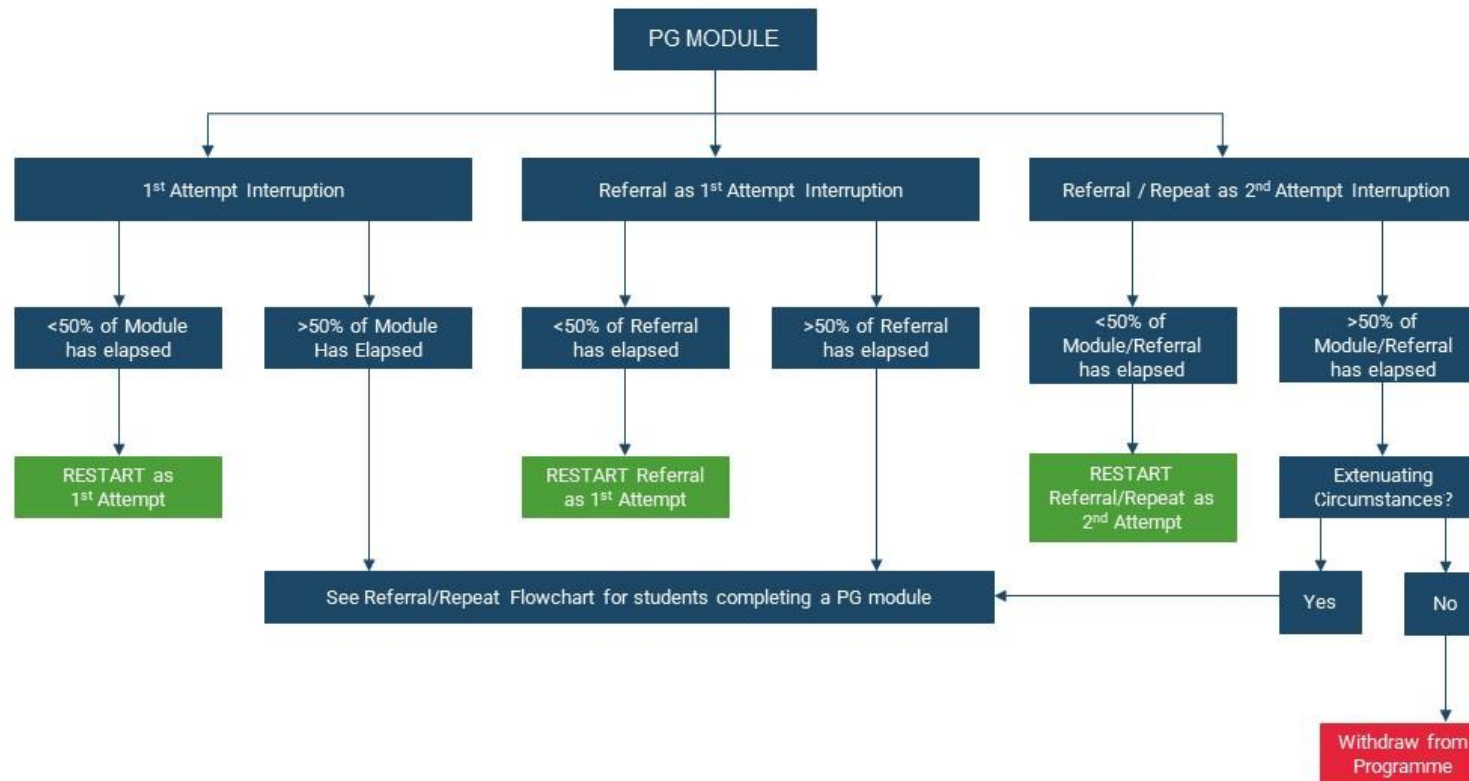 PG MODULE
1st Attempt Interruption
Referral as 1st Attempt Interruption
Referral / Repeat as 2nd Attempt Interruption
<50% of Module
has elapsed
>50% of Module
Has Elapsed
<50% of Referral
has elapsed
>50% of Referral
has elapsed
<50% of
Module/Referral
has elapsed
>50% of
Module/Referral
has elapsed
RESTART as
1st Attempt
RESTART Referral
as 1st Attempt
RESTART
Referral/Repeat as
2nd Attempt
Extenuating
Circumstances?
See Referral/Repeat Flowchart for students completing a PG module
Yes
No
Withdraw from
Programme